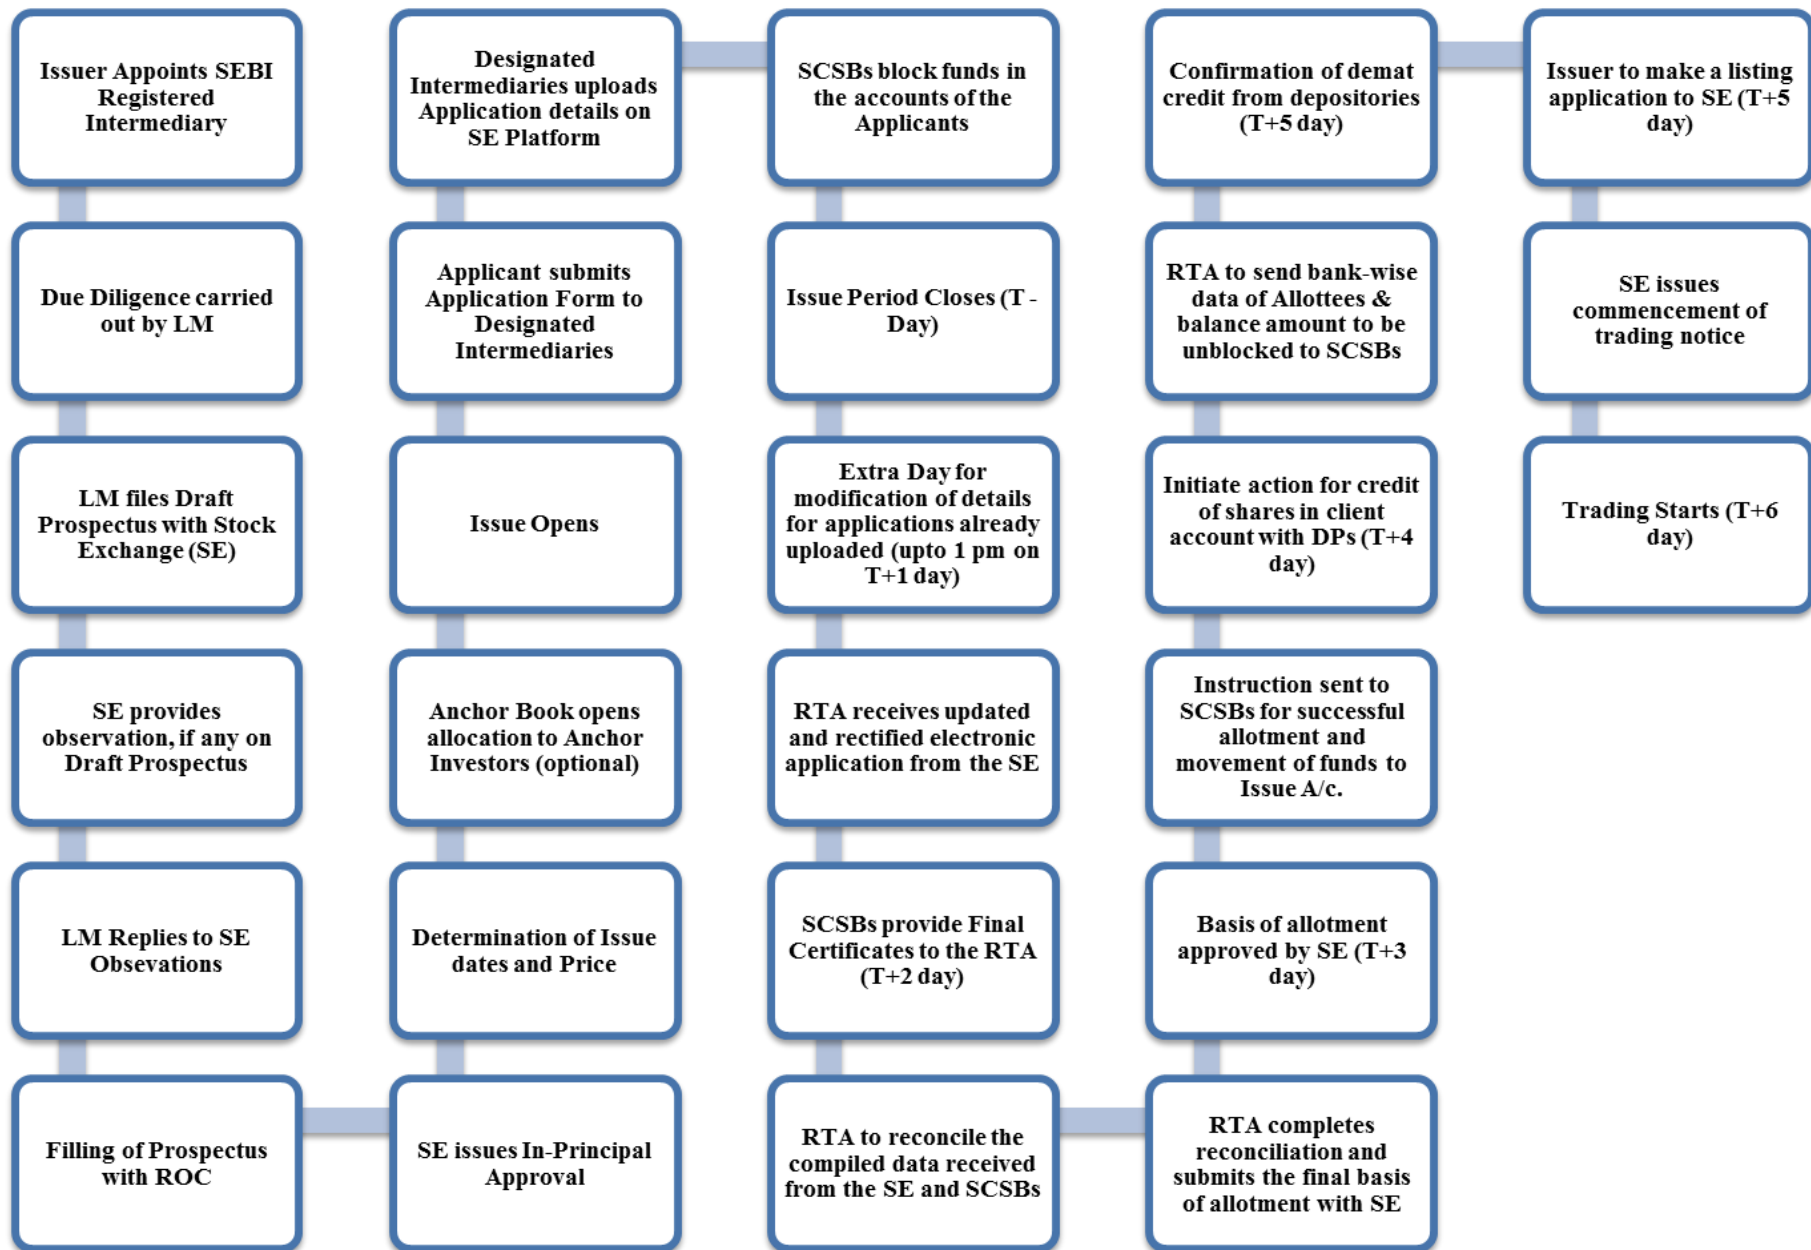 Issuer Appoints SEBI
Registered
Intermediary
Due Diligence carried
out by LM
LM files Draft
Prospectus with Stock
Exchange (SE)
SE provides
observation, if any on
Draft Prospectus
LM Replies to SE
Obsevations
Filling of Prospectus
with ROC
SE issues In-Principal
Approval
Determination of Issue
dates and Price
Anchor Book opens
allocation to Anchor
Investors (optional)
Issue Opens
Applicant submits
Application Form to
Designated
Intermediaries
Designated
Intermediaries uploads
Application details on
SE Platform
SCSBs block funds in
the accounts of the
Applicants
Issue Period Closes (T -
Day)
Extra Day for
modification of details
for applications already
uploaded (upto 1 pm on
T+1 day)
RTA receives updated
and rectified electronic
application from the SE
SCSBs provide Final
Certificates to the RTA
(T+2 day)
RTA to reconcile the
compiled data received
from the SE and SCSBs
RTA completes
reconciliation and
submits the final basis
of allotment with SE
Basis of allotment
approved by SE (T+3
day)
Instruction sent to
SCSBs for successful
allotment and
movement of funds to
Issue A/c.
Initiate action for credit
of shares in client
account with DPs (T+4
day)
RTA to send bank-wise
data of Allottees &
balance amount to be
unblocked to SCSBs
Confirmation of demat
credit from depositories
(T+5 day)
Issuer to make a listing
application to SE (T+5
day)
SE issues
commencement of
trading notice
Trading Starts (T+6
day)